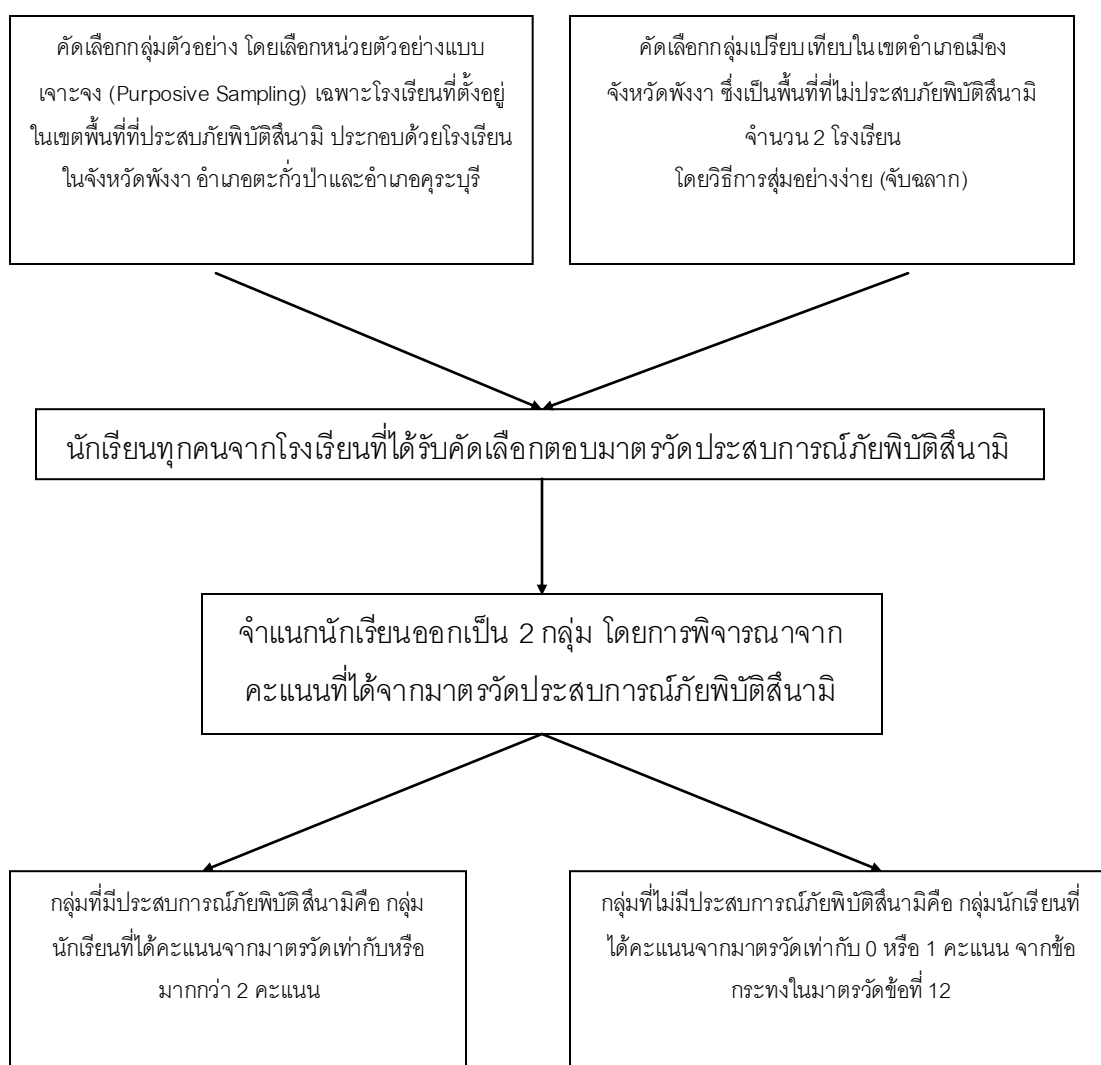 คัดเลือกกลุ่มตัวอย่าง โดยเลือกหน่วยตัวอย่างแบบ
เจาะจง (Purposive Sampling) เฉพาะโรงเรียนที่ตั้งอยู่
ในเขตพื้นที่ที่ประสบภัยพิบัติสึนามิ ประกอบด้วยโรงเรียน
ในจังหวัดพังงา อำเภอตะกั่วป่าและอำเภอคุระบุรี
คัดเลือกกลุ่มเปรียบเทียบในเขตอำเภอเมือง
จังหวัดพังงา ซึ่งเป็นพื้นที่ที่ไม่ประสบภัยพิบัติสึนามิ
จำนวน 2 โรงเรียน
โดยวิธีการสุ่มอย่างง่าย (จับฉลาก)
นักเรียนทุกคนจากโรงเรียนที่ได้รับคัดเลือกตอบมาตรวัดประสบการณ์ภัยพิบัติสึนามิ
จำแนกนักเรียนออกเป็น 2 กลุ่ม โดยการพิจารณาจาก
คะแนนที่ได้จากมาตรวัดประสบการณ์ภัยพิบัติสึนามิ
กลุ่มที่มีประสบการณ์ภัยพิบัติสึนามิคือ กลุ่ม
นักเรียนที่ได้คะแนนจากมาตรวัดเท่ากับหรือ
มากกว่า 2 คะแนน
กลุ่มที่ไม่มีประสบการณ์ภัยพิบัติสึนามิคือ กลุ่มนักเรียนที่
ได้คะแนนจากมาตรวัดเท่ากับ 0 หรือ 1 คะแนน จากข้อ
กระทงในมาตรวัดข้อที่ 12